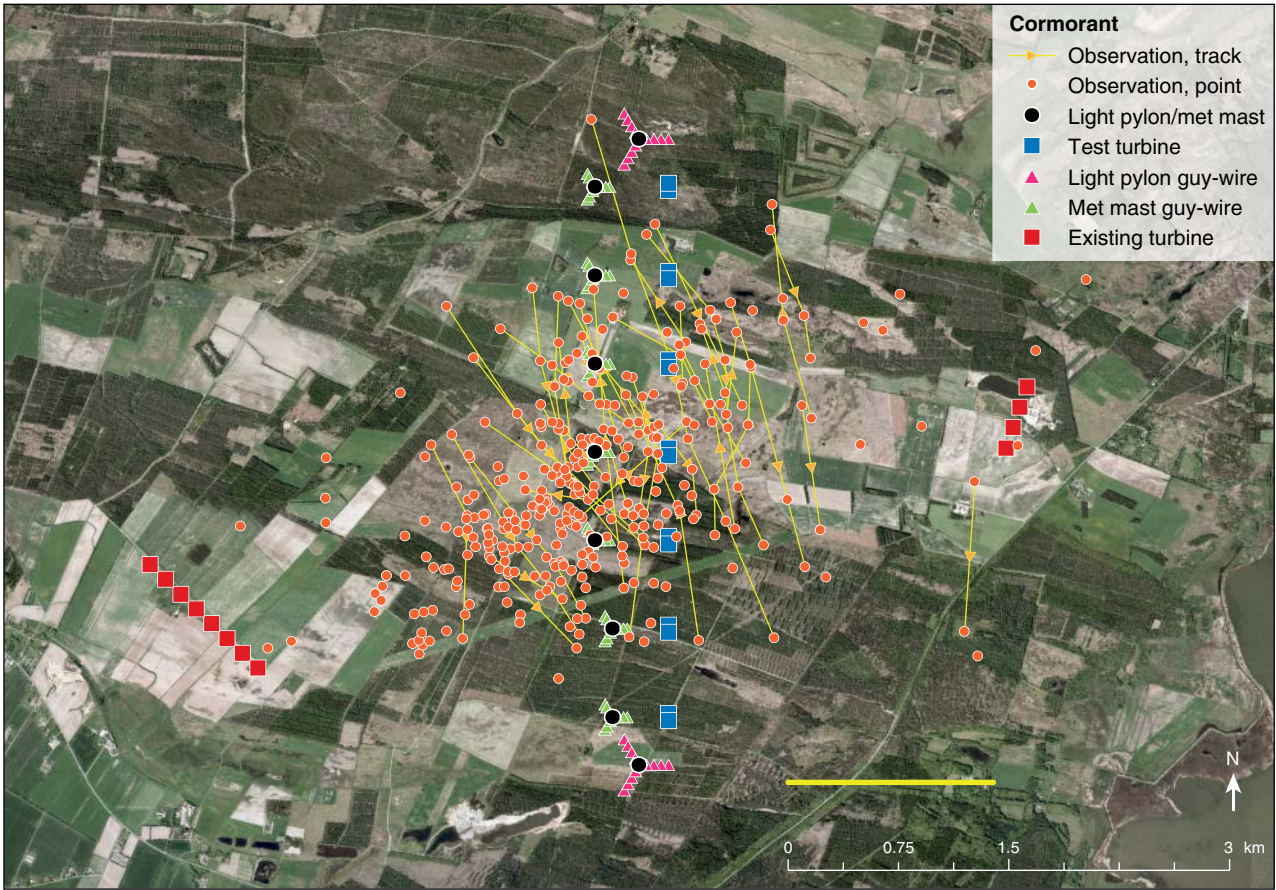 Cormorant
Observation, track
Observation, point
Light pylon/met mast
Test turbine
Light pylon guy-wire
Met mast guy-wire
Existing turbine
N
0 0.75 1.5 3 km